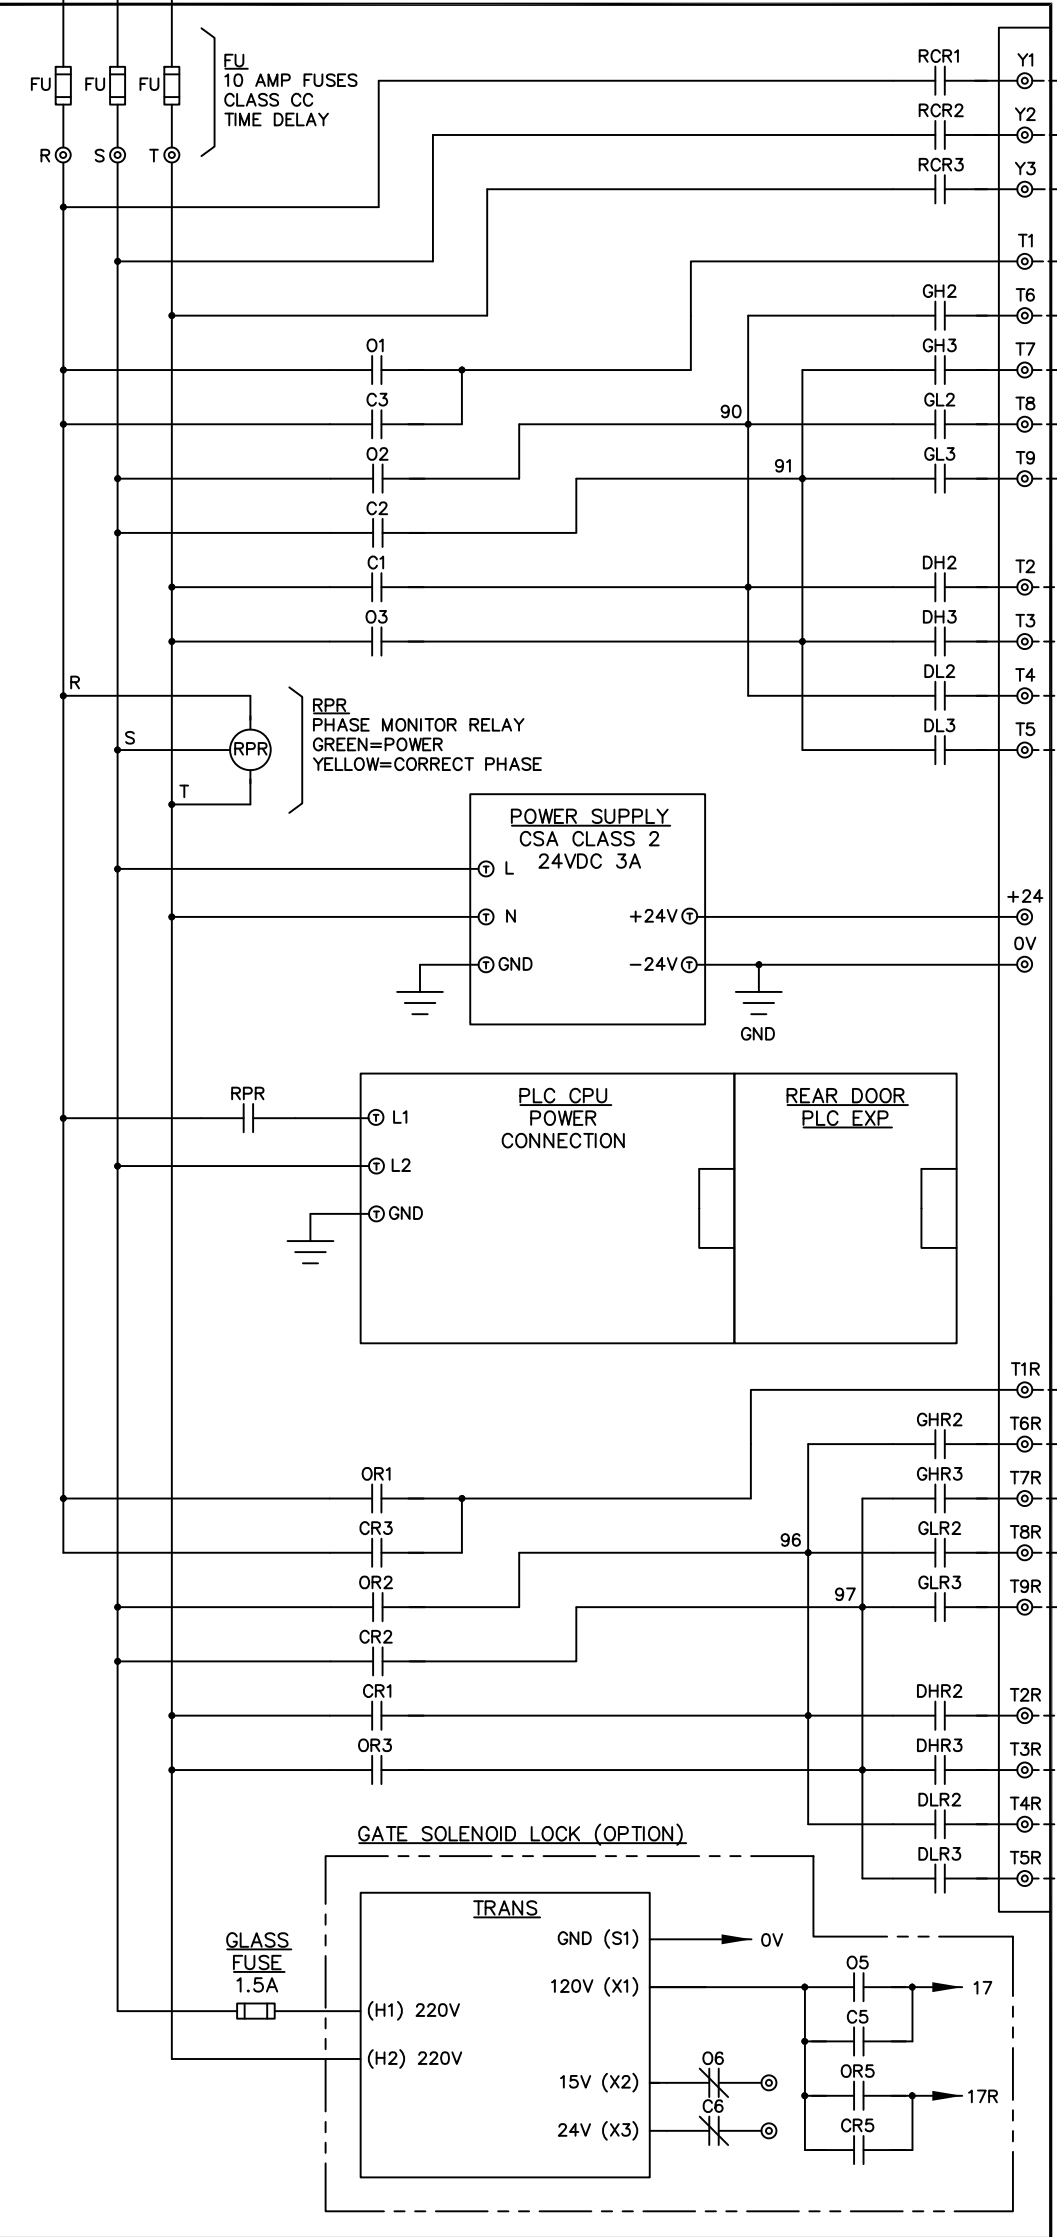 FU
FU
FU
FU
10 AMP FUSES
CLASS CC
TIME DELAY
R
S
T
RCR1
Y1
RCR2
Y2
RCR3
Y3
T1
GH2
T6
O1
GH3
T7
C3
90
GL2
T8
O2
91
GL3
T9
C2
C1
DH2
T2
O3
DH3
T3
R
DL2
T4
S
RPR
DL3
T5
T
RPR
PHASE MONITOR RELAY
GREEN=POWER
YELLOW=CORRECT PHASE
POWER SUPPLY
CSA CLASS 2
24VDC 3A
T L
T N
+24V T
+24
T GND
-24V T
0V
GND
RPR
PLC CPU
POWER
CONNECTION
REAR DOOR
PLC EXP
T L1
T L2
T GND
T1R
GHR2
T6R
OR1
GHR3
T7R
CR3
96
GLR2
T8R
OR2
97
GLR3
T9R
CR2
CR1
DHR2
T2R
OR3
DHR3
T3R
DLR2
T4R
DLR3
T5R
GATE SOLENOID LOCK (OPTION)
TRANS
GLASS
FUSE
1.5A
GND (S1)
0V
120V (X1)
O5
17
C5
(H1) 220V
(H2) 220V
15V (X2)
O6
OR5
17R
24V (X3)
C6
CR5